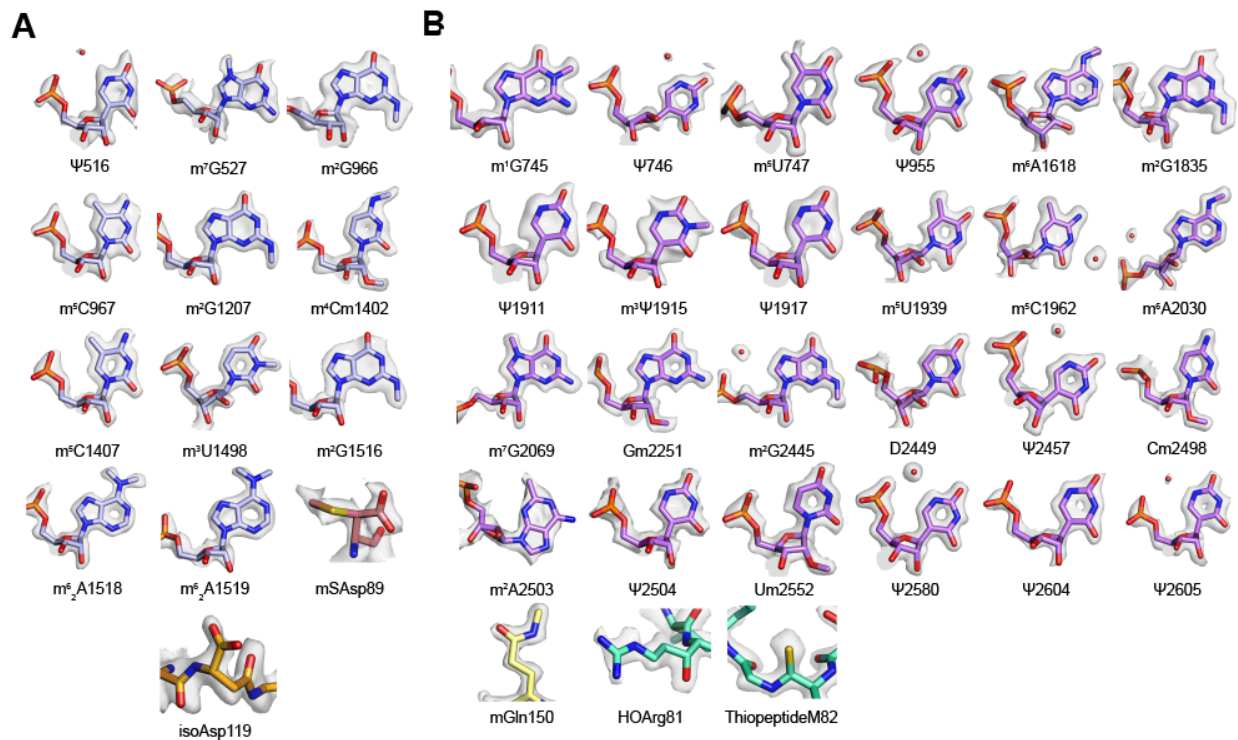 A B
Ψ516 m⁷G527 m²G966 m¹G745 Ψ746 m⁵U747 Ψ955 m⁶A1618 m²G1835
m⁵C967 m²G1207 m⁴Cm1402 Ψ1911 m³Ψ1915 Ψ1917 m⁵U1939 m⁵C1962 m⁶A2030
m⁵C1407 m³U1498 m²G1516 m⁷G2069 Gm2251 m²G2445 D2449 Ψ2457 Cm2498
m⁶₂A1518 m⁶₂A1519 mSAsp89 m²A2503 Ψ2504 Um2552 Ψ2580 Ψ2604 Ψ2605
isoAsp119 mGln150 HOArg81 ThiopeptideM82